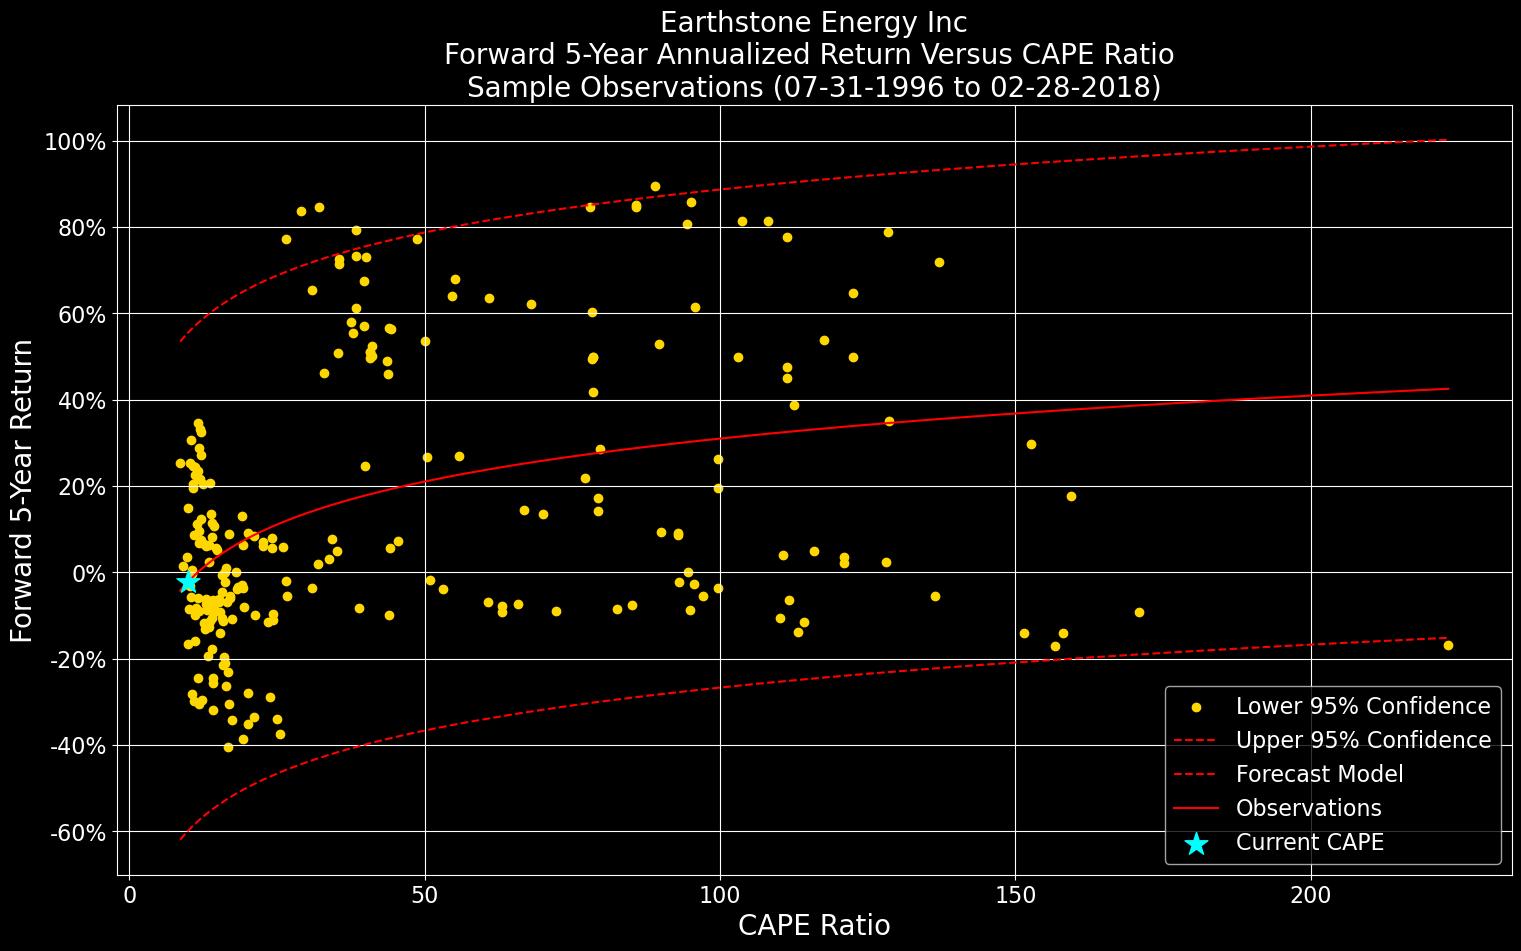 Earthstone Energy Inc
Forward 5-Year Annualized Return Versus CAPE Ratio
Sample Observations (07-31-1996 to 02-28-2018)
Forward 5-Year Return
100%
80%
60%
40%
20%
0%
-20%
-40%
-60%
Lower 95% Confidence
Upper 95% Confidence
Forecast Model
Observations
Current CAPE
0 50 100 150 200
CAPE Ratio